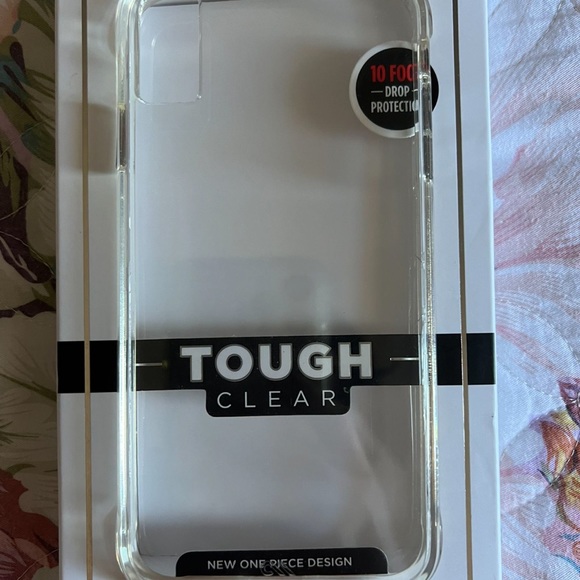 10 FOOT
DROP
PROTECTION
TOUGH
CLEAR
NEW ONE PIECE DESIGN